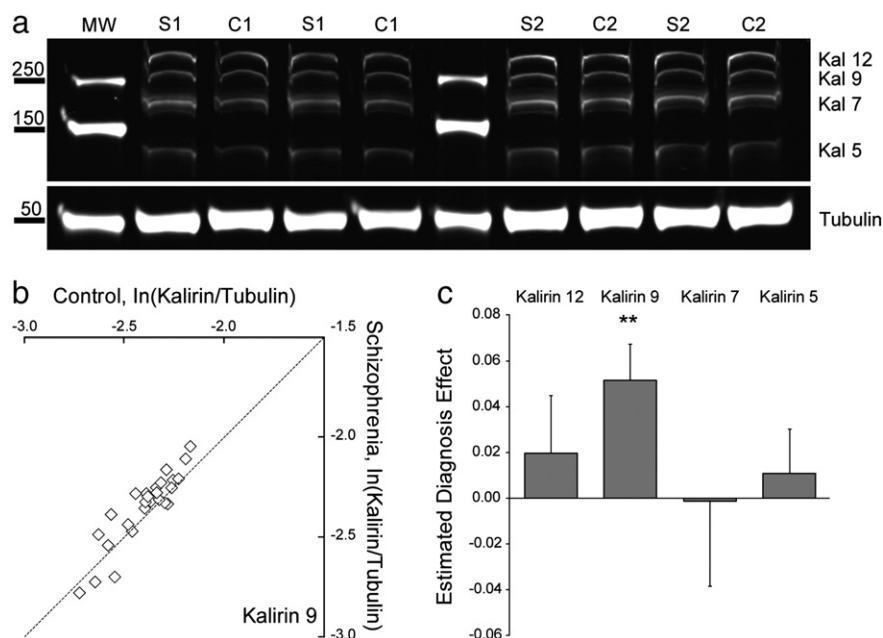 a
MW S1 C1 S1 C1 S2 C2 S2 C2
250
150
Kal 12
Kal 9
Kal 7
Kal 5
50
Tubulin
b
Control, ln(Kalirin/Tubulin)
-3.0 -2.5 -2.0 -1.5
-2.0
-2.5
-3.0
Schizophrenia, ln(Kalirin/Tubulin)
Kalirin 9
c
Kalirin 12 Kalirin 9 Kalirin 7 Kalirin 5
**
0.08
0.06
0.04
0.02
0.00
-0.02
-0.04
-0.06
Estimated Diagnosis Effect